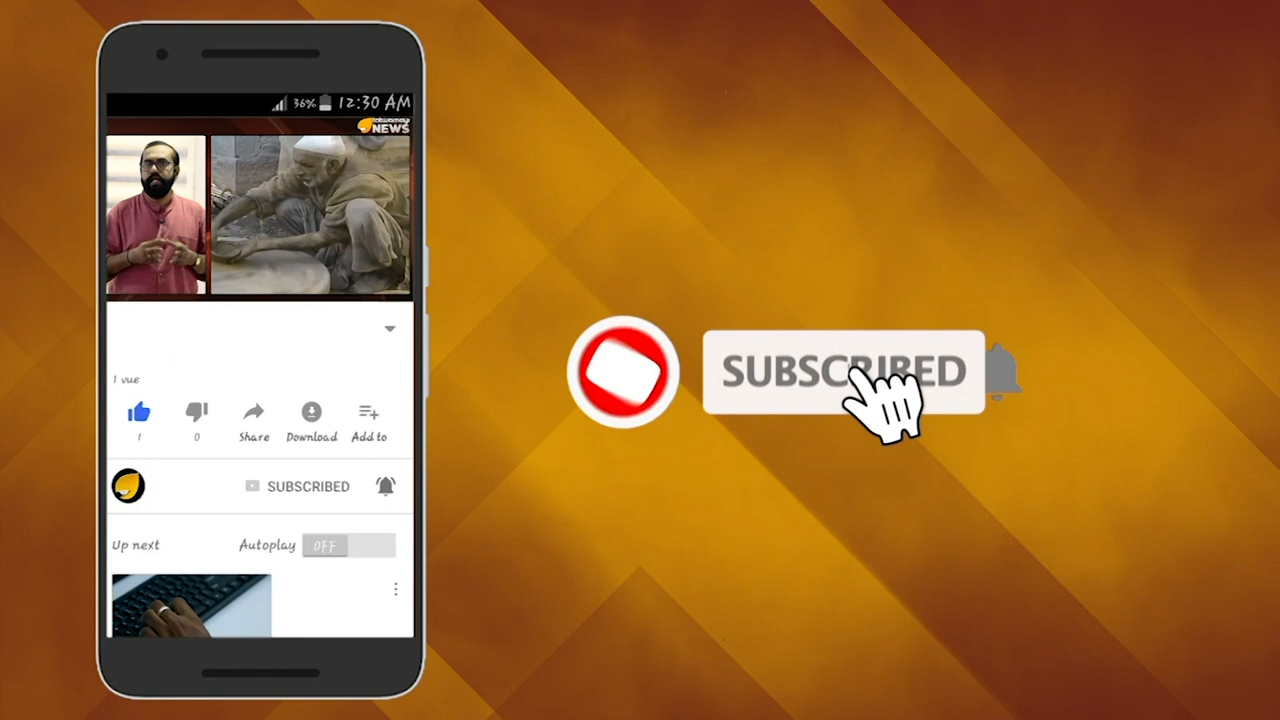 36% 12:30 AM
tatwamayi
NEWS
1 vue
1 0 Share Download Add to
SUBSCRIBED
Up next Autoplay OFF
SUBSCRIBED